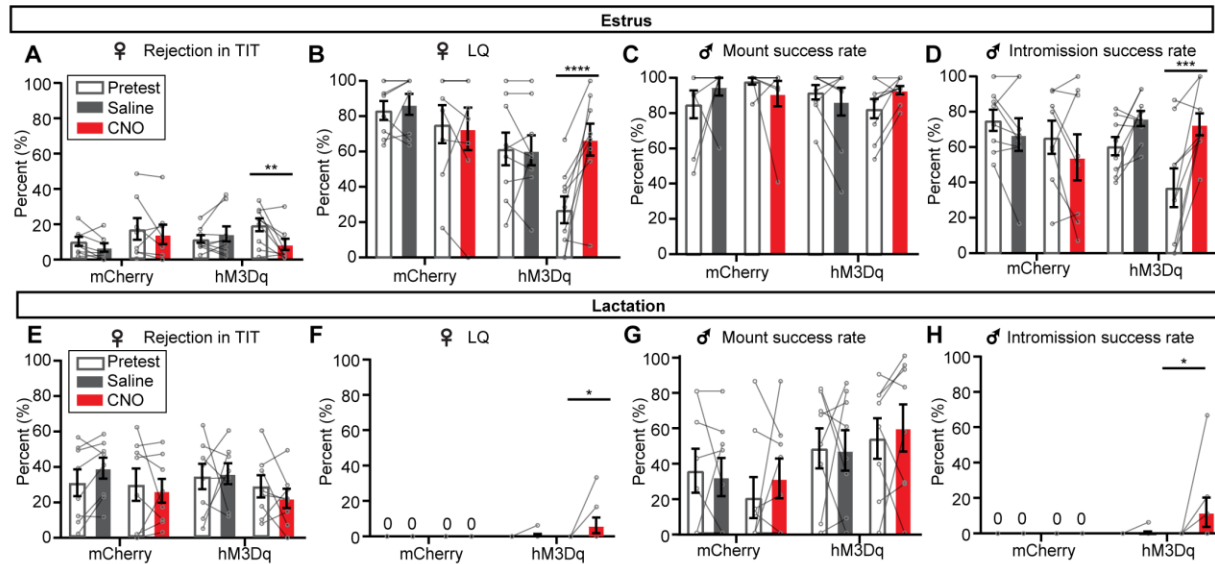 Estrus
A ♀ Rejection in TIT
Percent (%)
100
80
60
40
20
0
Pretest
Saline
CNO
**
mCherry hM3Dq
B ♀ LQ
Percent (%)
100
80
60
40
20
0
****
mCherry hM3Dq
C ♂ Mount success rate
Percent (%)
100
80
60
40
20
0
mCherry hM3Dq
D ♂ Intromission success rate
Percent (%)
100
80
60
40
20
0
***
mCherry hM3Dq
Lactation
E ♀ Rejection in TIT
Percent (%)
100
80
60
40
20
0
Pretest
Saline
CNO
mCherry hM3Dq
F ♀ LQ
Percent (%)
100
80
60
40
20
0
*
0 0 0 0
mCherry hM3Dq
G ♂ Mount success rate
Percent (%)
100
80
60
40
20
0
mCherry hM3Dq
H ♂ Intromission success rate
Percent (%)
100
80
60
40
20
0
*
0 0 0 0
mCherry hM3Dq